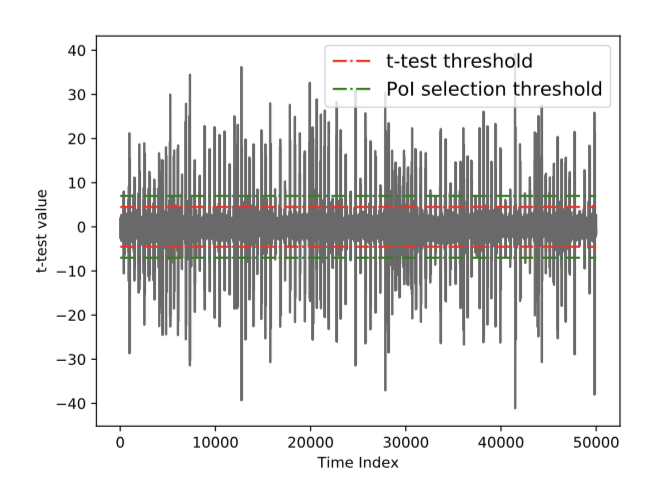 t-test threshold
PoI selection threshold
40
30
20
10
0
−10
−20
−30
−40
t-test value
0 10000 20000 30000 40000 50000
Time Index